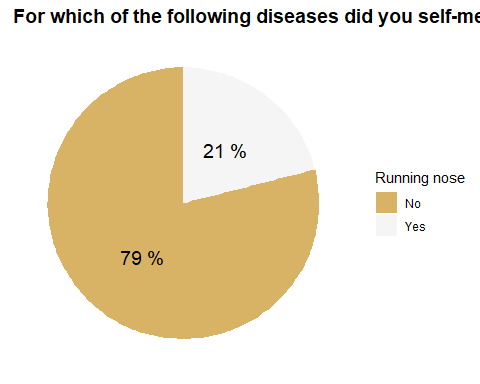 For which of the following diseases did you self-me
21 %
79 %
Running nose
No
Yes